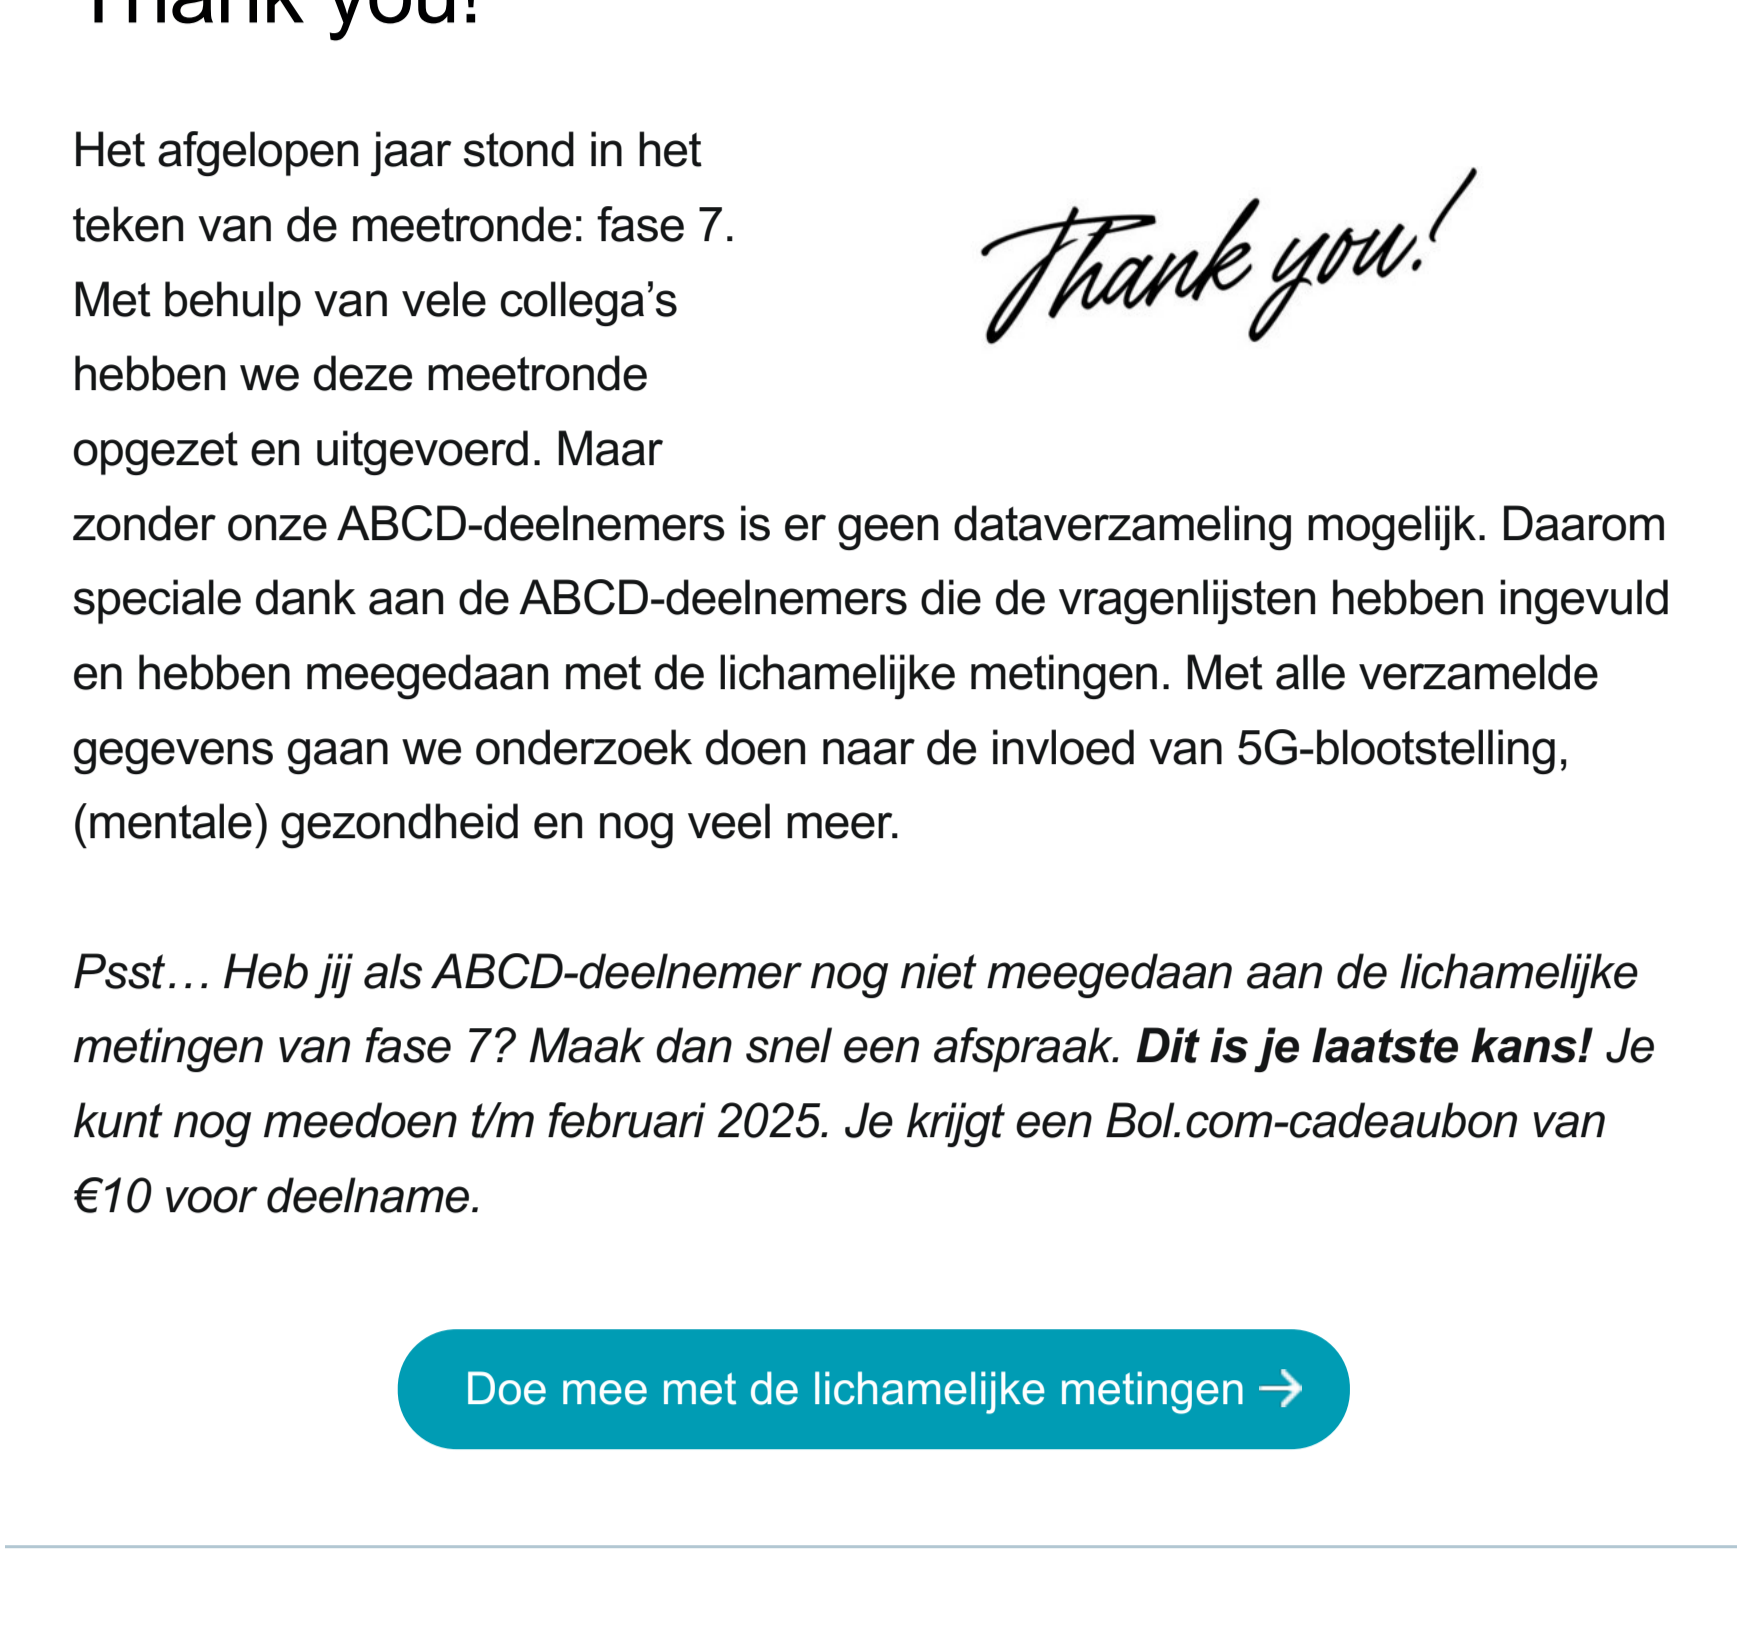 Thank you!
Het afgelopen jaar stond in het
teken van de meetronde: fase 7.
Met behulp van vele collega’s
hebben we deze meetronde
opgezet en uitgevoerd. Maar
zonder onze ABCD-deelnemers is er geen dataverzameling mogelijk. Daarom
speciale dank aan de ABCD-deelnemers die de vragenlijsten hebben ingevuld
en hebben meegedaan met de lichamelijke metingen. Met alle verzamelde
gegevens gaan we onderzoek doen naar de invloed van 5G-blootstelling,
(mentale) gezondheid en nog veel meer.
Thank you!
Psst… Heb jij als ABCD-deelnemer nog niet meegedaan aan de lichamelijke
metingen van fase 7? Maak dan snel een afspraak. Dit is je laatste kans! Je
kunt nog meedoen t/m februari 2025. Je krijgt een Bol.com-cadeaubon van
€10 voor deelname.
Doe mee met de lichamelijke metingen →